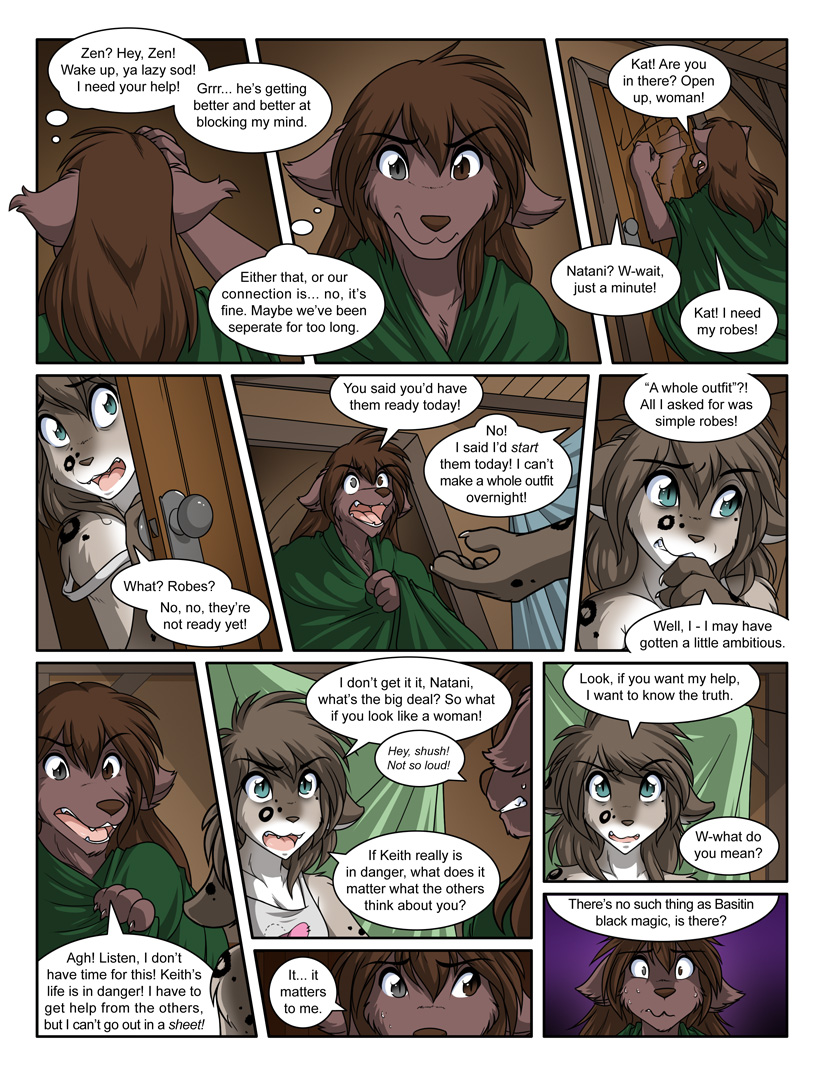 Zen? Hey, Zen!
Wake up, ya lazy sod!
I need your help!
Grrr... he's getting
better and better at
blocking my mind.
Either that, or our
connection is... no, it's
fine. Maybe we've been
seperate for too long.
Kat! Are you
in there? Open
up, woman!
Natani? W-wait,
just a minute!
Kat! I need
my robes!
What? Robes?
No, no, they're
not ready yet!
You said you'd have
them ready today!
No!
I said I'd start
them today! I can't
make a whole outfit
overnight!
“A whole outfit”?!
All I asked for was
simple robes!
Well, I - I may have
gotten a little ambitious.
Agh! Listen, I don't
have time for this! Keith's
life is in danger! I have to
get help from the others,
but I can't go out in a sheet!
I don't get it it, Natani,
what's the big deal? So what
if you look like a woman!
Hey, shush!
Not so loud!
If Keith really is
in danger, what does it
matter what the others
think about you?
It... it
matters
to me.
Look, if you want my help,
I want to know the truth.
W-what do
you mean?
There's no such thing as Basitin
black magic, is there?